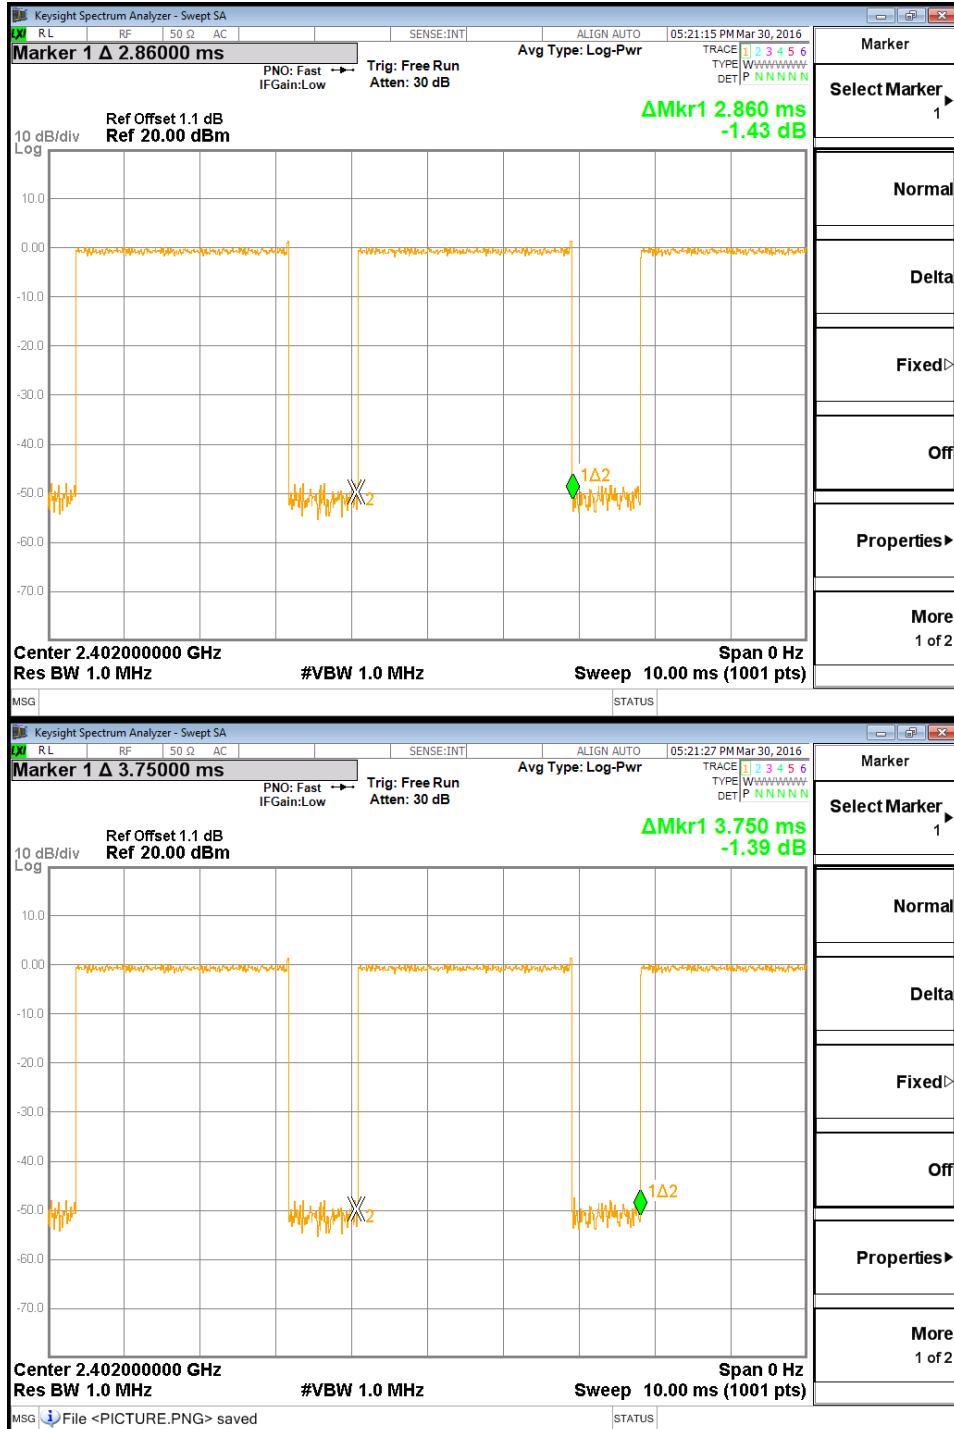 Keysight Spectrum Analyzer - Swept SA
LXI RL RF 50 Ω AC SENSE:INT ALIGN AUTO 05:21:15 PM Mar 30, 2016
Marker 1 Δ 2.86000 ms
PNO: Fast
IFGain:Low
Trig: Free Run
Atten: 30 dB
Avg Type: Log-Pwr
TRACE 1 2 3 4 5 6
TYPE WWWWWW
DET P N N N N N
ΔMkr1 2.860 ms
-1.43 dB
Ref Offset 1.1 dB
10 dB/div Ref 20.00 dBm
Log
10.0
0.00
-10.0
-20.0
-30.0
-40.0
-50.0
-60.0
-70.0
2
1Δ2
Center 2.402000000 GHz Span 0 Hz
Res BW 1.0 MHz #VBW 1.0 MHz Sweep 10.00 ms (1001 pts)
MSG STATUS
Marker
Select Marker
1
Normal
Delta
Fixed
Off
Properties
More
1 of 2
Keysight Spectrum Analyzer - Swept SA
LXI RL RF 50 Ω AC SENSE:INT ALIGN AUTO 05:21:27 PM Mar 30, 2016
Marker 1 Δ 3.75000 ms
PNO: Fast
IFGain:Low
Trig: Free Run
Atten: 30 dB
Avg Type: Log-Pwr
TRACE 1 2 3 4 5 6
TYPE WWWWWW
DET P N N N N N
ΔMkr1 3.750 ms
-1.39 dB
Ref Offset 1.1 dB
10 dB/div Ref 20.00 dBm
Log
10.0
0.00
-10.0
-20.0
-30.0
-40.0
-50.0
-60.0
-70.0
2
1Δ2
Center 2.402000000 GHz Span 0 Hz
Res BW 1.0 MHz #VBW 1.0 MHz Sweep 10.00 ms (1001 pts)
MSG File <PICTURE.PNG> saved STATUS
Marker
Select Marker
1
Normal
Delta
Fixed
Off
Properties
More
1 of 2